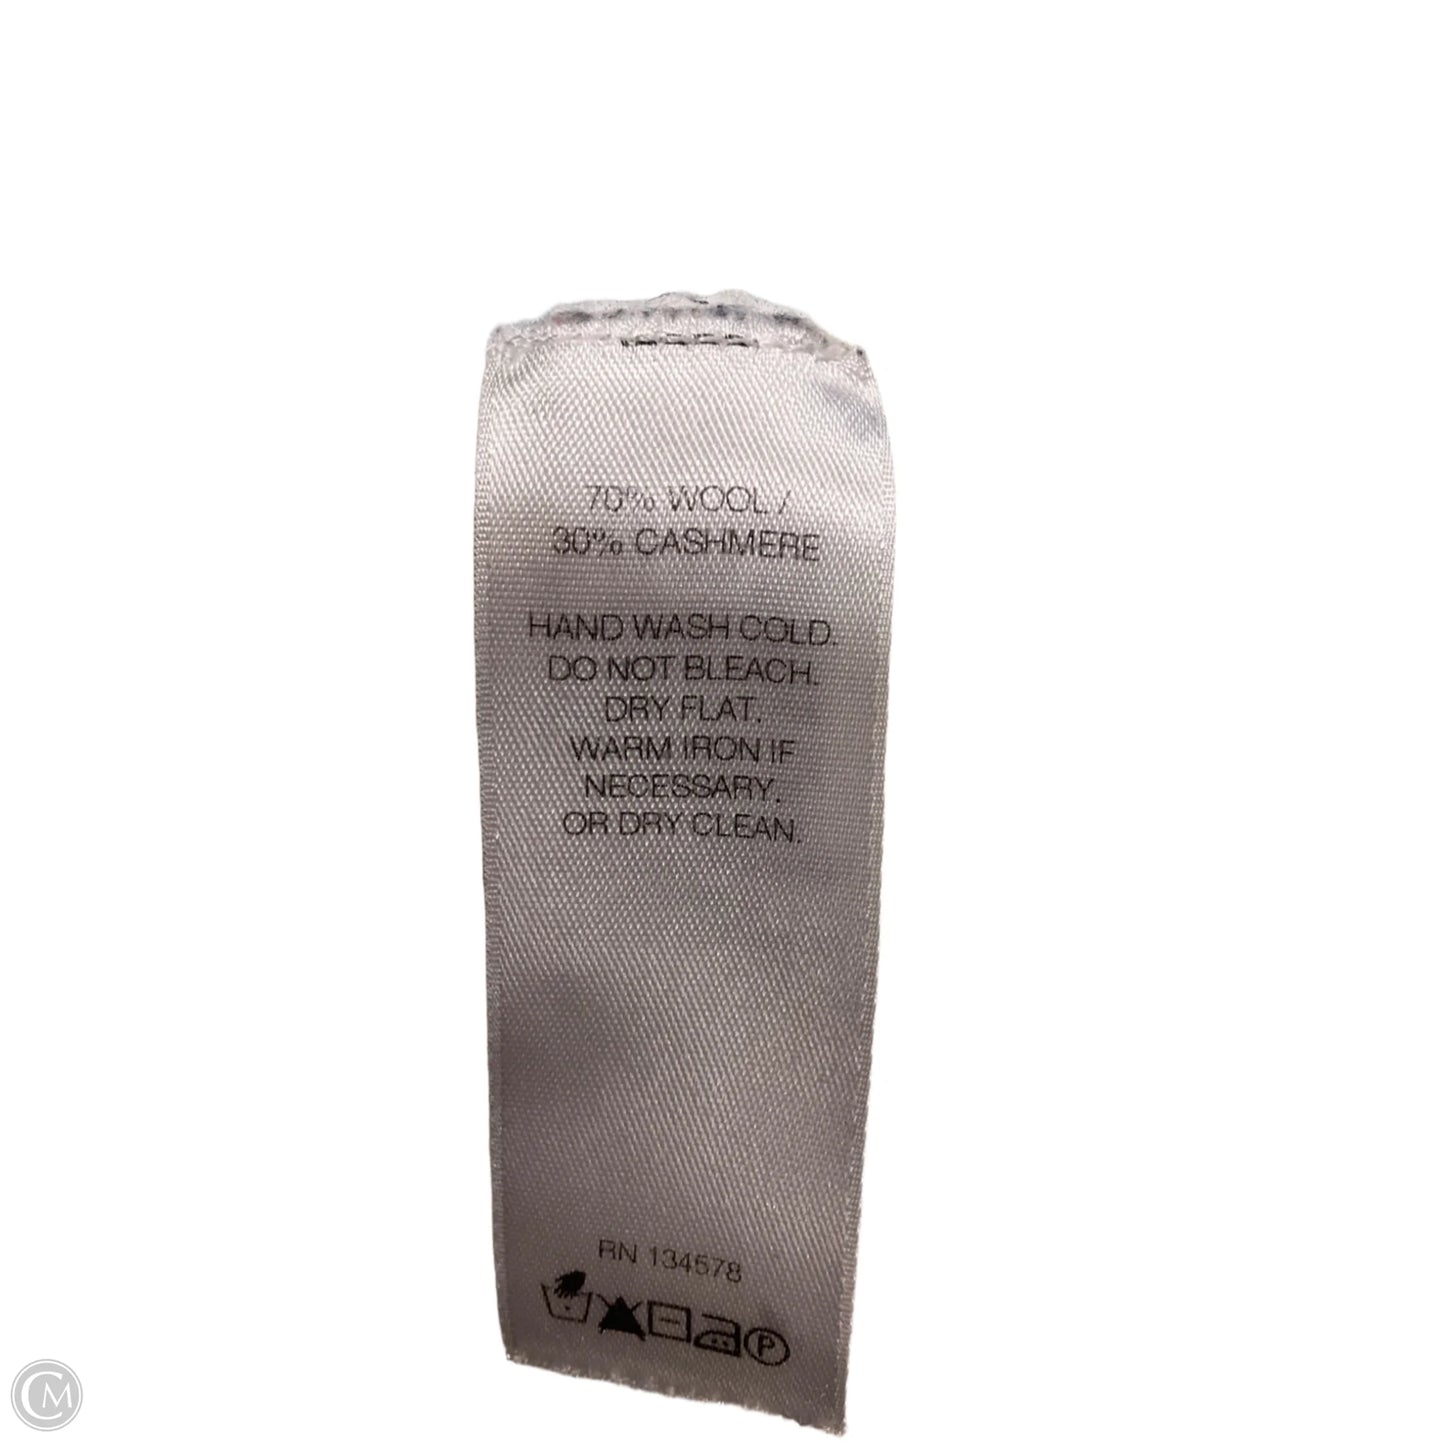 70% WOOL /
30% CASHMERE
HAND WASH COLD.
DO NOT BLEACH.
DRY FLAT.
WARM IRON IF
NECESSARY.
OR DRY CLEAN.
RN 134578
P
CM